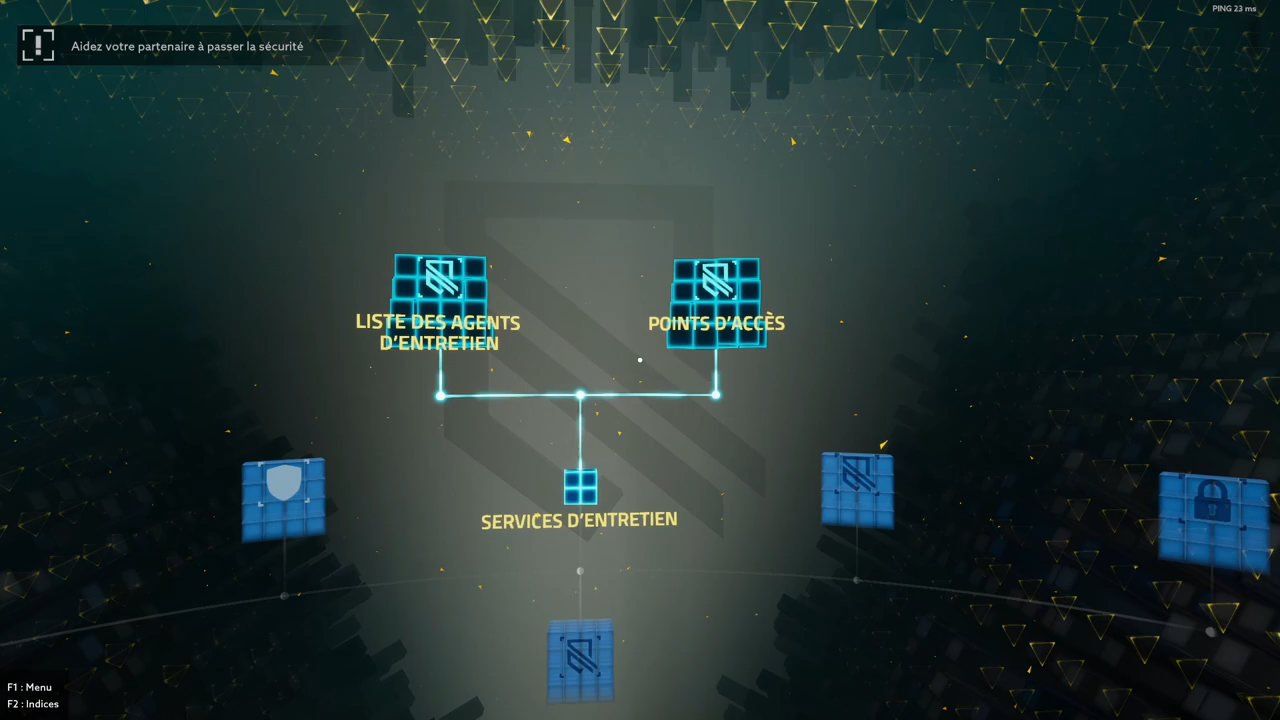 PING 23 ms
Aidez votre partenaire à passer la sécurité
LISTE DES AGENTS
D'ENTRETIEN
POINTS D'ACCÈS
SERVICES D'ENTRETIEN
F1 : Menu
F2 : Indices